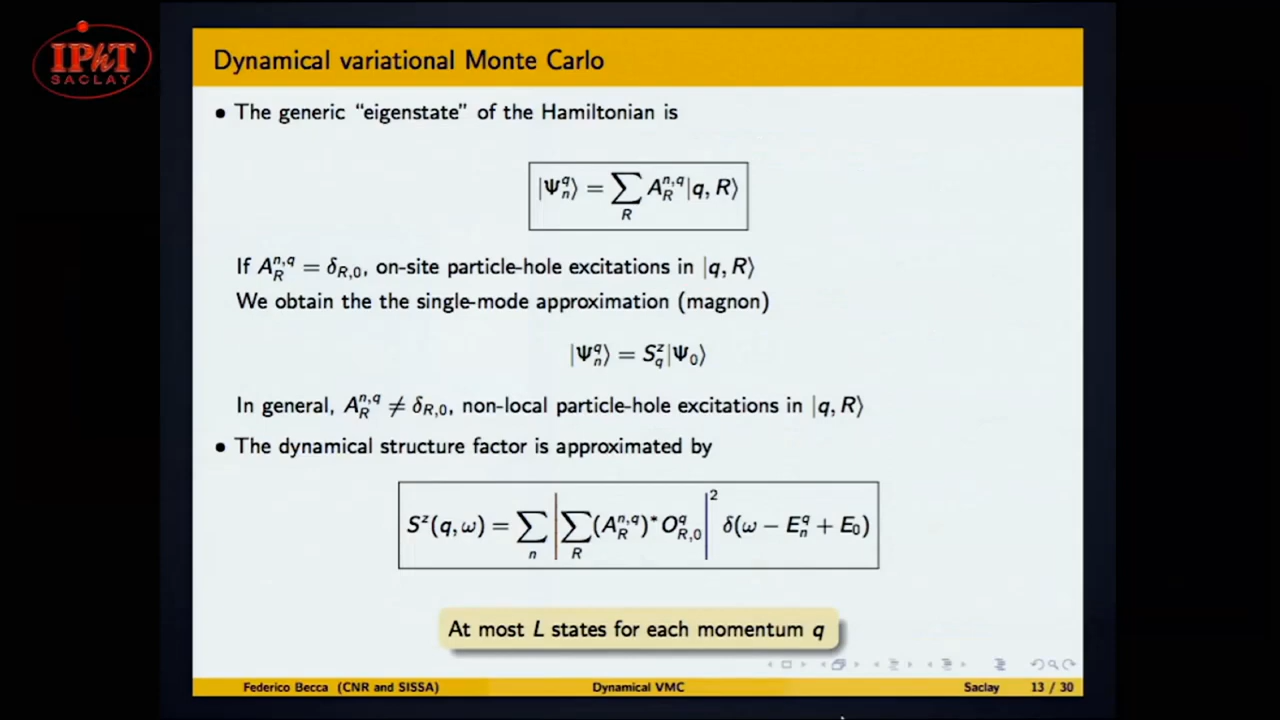 IPhT
SACLAY
Dynamical variational Monte Carlo
• The generic “eigenstate” of the Hamiltonian is
|Ψ_n^q⟩ = ∑_R A_R^{n,q}|q, R⟩
If A_R^{n,q} = δ_{R,0}, on-site particle-hole excitations in |q, R⟩
We obtain the the single-mode approximation (magnon)
|Ψ_n^q⟩ = S_q^z|Ψ_0⟩
In general, A_R^{n,q} ≠ δ_{R,0}, non-local particle-hole excitations in |q, R⟩
• The dynamical structure factor is approximated by
S^z(q, ω) = ∑_n |∑_R (A_R^{n,q})* O_{R,0}^q|^2 δ(ω − E_n^q + E_0)
At most L states for each momentum q
Federico Becca (CNR and SISSA) Dynamical VMC Saclay 13 / 30